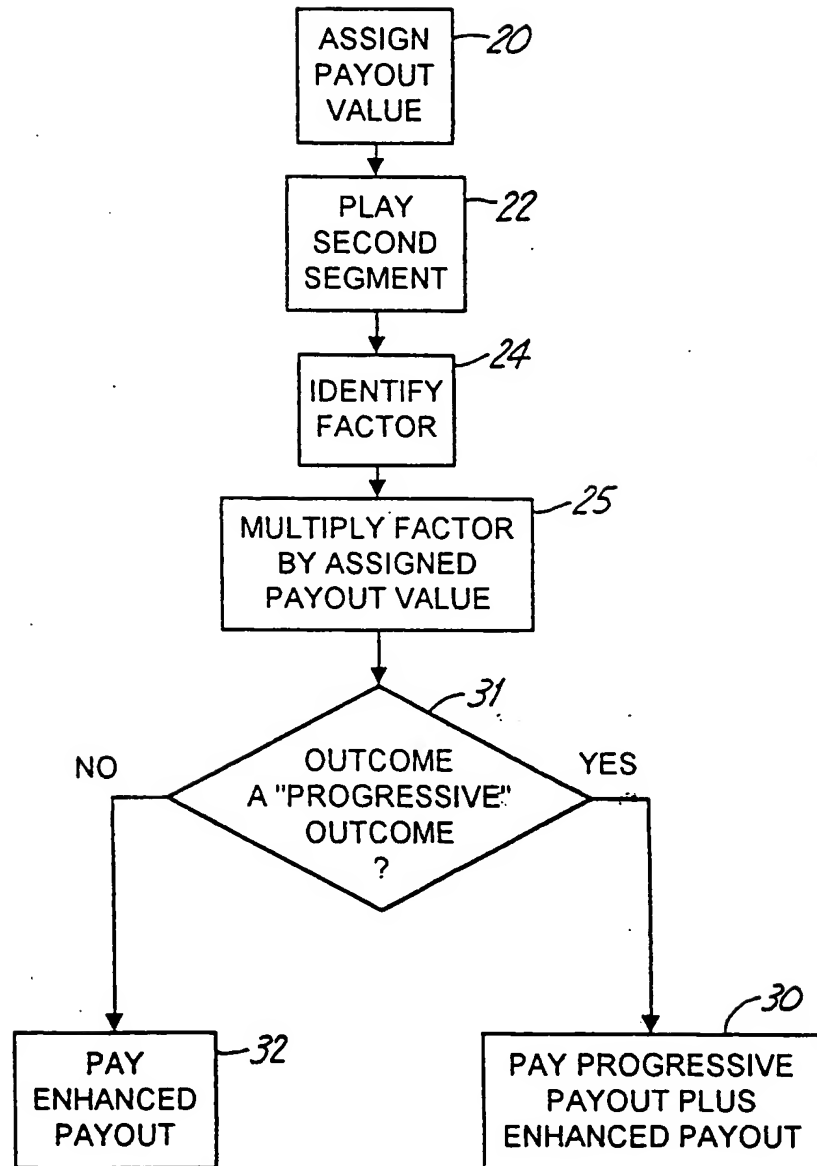 ASSIGN
PAYOUT
VALUE
20
PLAY
SECOND
SEGMENT
22
IDENTIFY
FACTOR
24
MULTIPLY FACTOR
BY ASSIGNED
PAYOUT VALUE
25
OUTCOME
A "PROGRESSIVE"
OUTCOME
?
31
NO
YES
PAY
ENHANCED
PAYOUT
32
PAY PROGRESSIVE
PAYOUT PLUS
ENHANCED PAYOUT
30